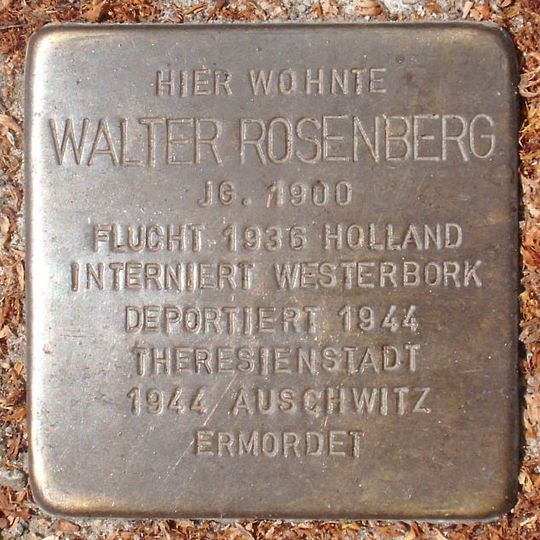 HIER WOHNTE
WALTER ROSENBERG
JG. 1900
FLUCHT 1936 HOLLAND
INTERNIERT WESTERBORK
DEPORTIERT 1944
THERESIENSTADT
1944 AUSCHWITZ
ERMORDET